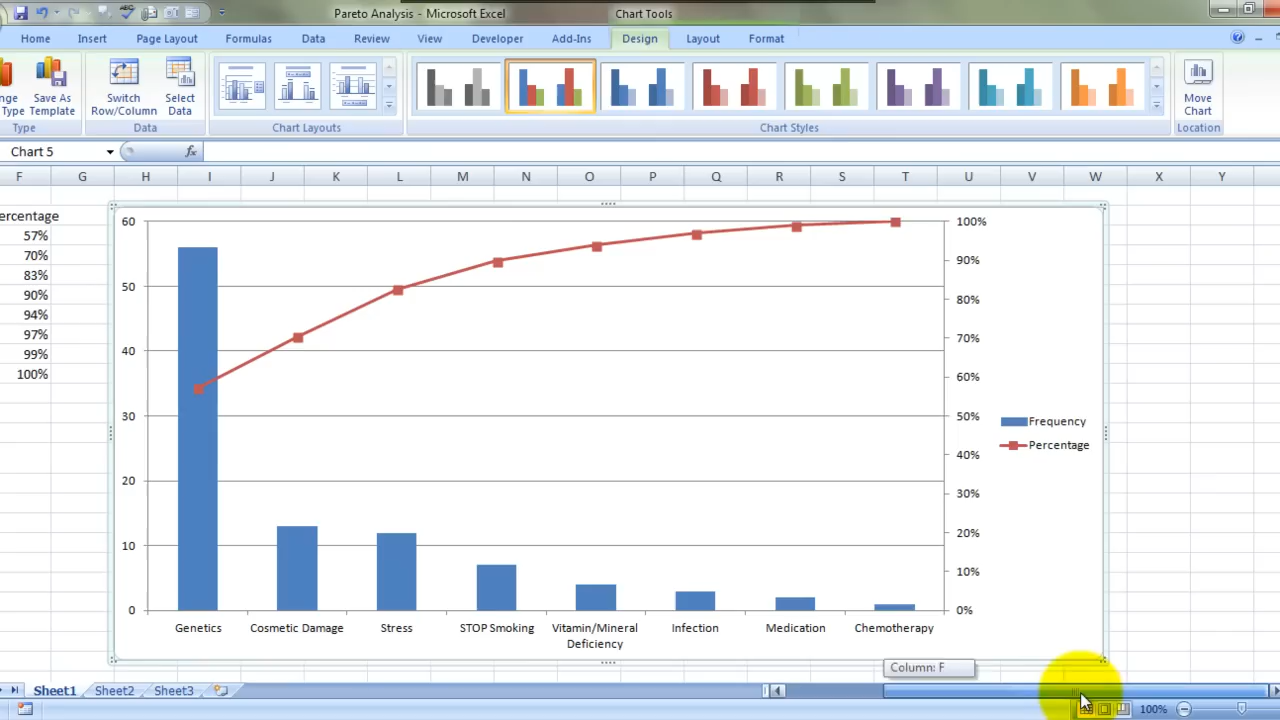 Pareto Analysis - Microsoft Excel
Chart Tools
Home Insert Page Layout Formulas Data Review View Developer Add-Ins Design Layout Format
nge Type
Save As Template
Switch Row/Column
Select Data
Move Chart
Type Data Chart Layouts Chart Styles Location
Chart 5
fx
F G H I J K L M N O P Q R S T U V W X Y
ercentage
57%
70%
83%
90%
94%
97%
99%
100%
60
50
40
30
20
10
0
100%
90%
80%
70%
60%
50%
40%
30%
20%
10%
0%
Frequency
Percentage
Genetics Cosmetic Damage Stress STOP Smoking Vitamin/Mineral Infection Medication Chemotherapy
Deficiency
Column: F
Sheet1 Sheet2 Sheet3
100%